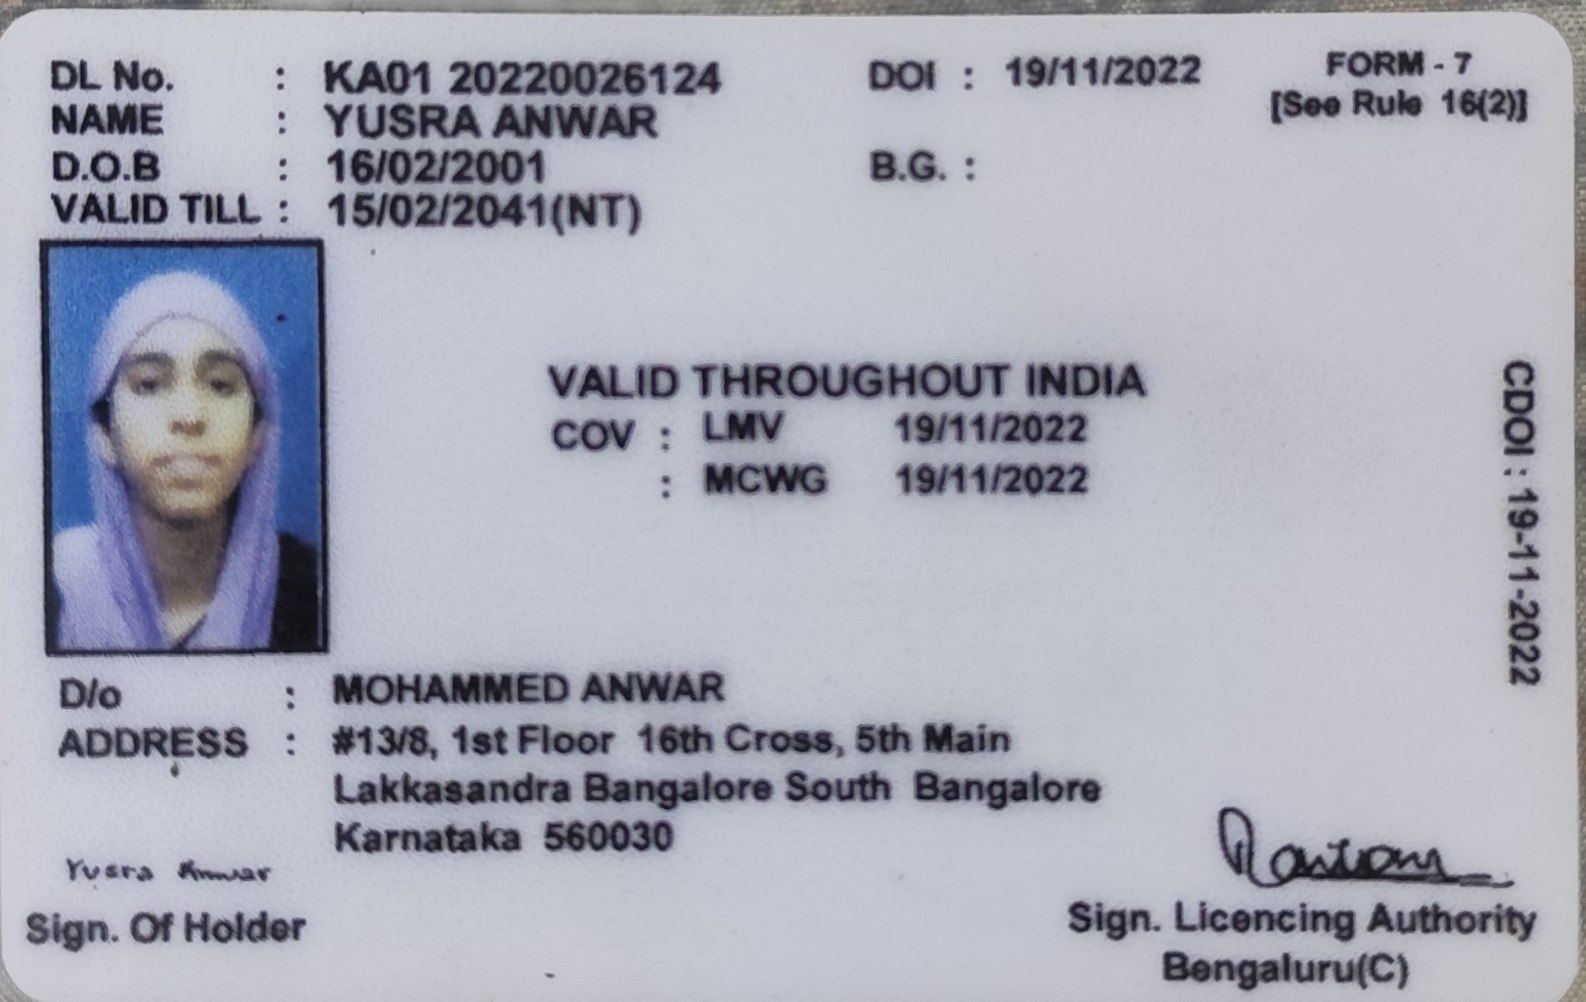 DL No. : KA01 20220026124 DOI : 19/11/2022 FORM - 7
NAME : YUSRA ANWAR [See Rule 16(2)]
D.O.B : 16/02/2001 B.G. :
VALID TILL : 15/02/2041(NT)
VALID THROUGHOUT INDIA
COV : LMV 19/11/2022
: MCWG 19/11/2022
CDOI : 19-11-2022
D/o : MOHAMMED ANWAR
ADDRESS : #13/8, 1st Floor 16th Cross, 5th Main
Lakkasandra Bangalore South Bangalore
Karnataka 560030
Yusra Anwar
Sign. Of Holder
Sign. Licencing Authority
Bengaluru(C)